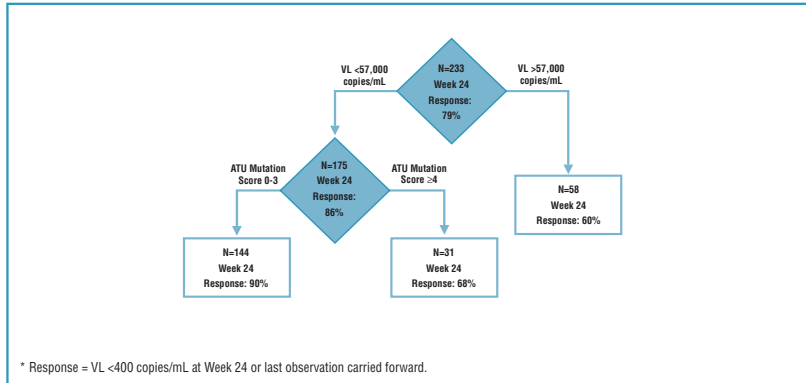 VL <57,000
copies/mL
N=233
Week 24
Response:
79%
VL >57,000
copies/mL
ATU Mutation
Score 0-3
N=175
Week 24
Response:
86%
ATU Mutation
Score ≥4
N=58
Week 24
Response: 60%
N=144
Week 24
Response: 90%
N=31
Week 24
Response: 68%
* Response = VL <400 copies/mL at Week 24 or last observation carried forward.